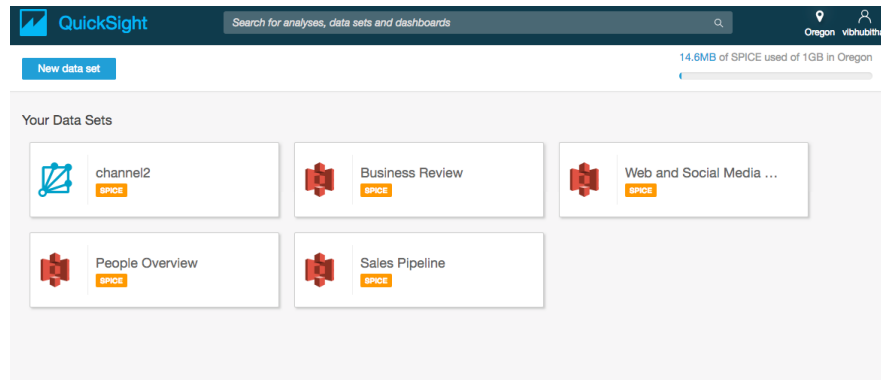 QuickSight
Search for analyses, data sets and dashboards
Oregon
New data set
14.6MB of SPICE used of 1GB in Oregon
Your Data Sets
channel2
SPICE
Business Review
SPICE
Web and Social Media ...
SPICE
People Overview
SPICE
Sales Pipeline
SPICE